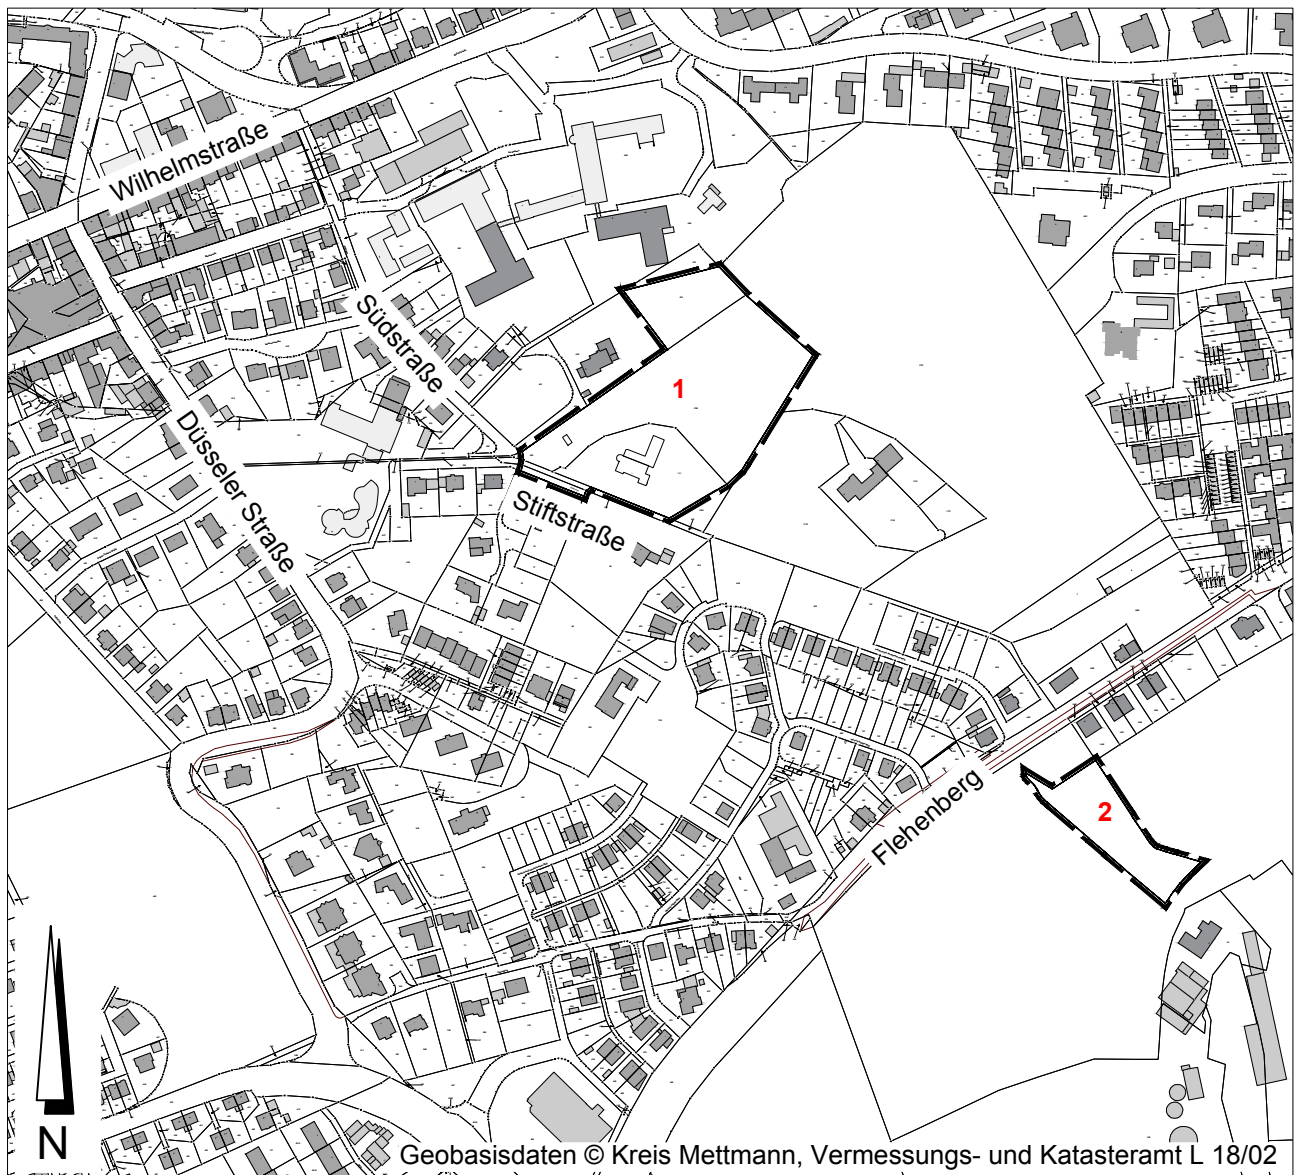 Wilhelmstraße
Südstraße
1
Düsseler Straße
Stiftstraße
2
Flehenberg
N
Geobasisdaten © Kreis Mettmann, Vermessungs- und Katasteramt L 18/02